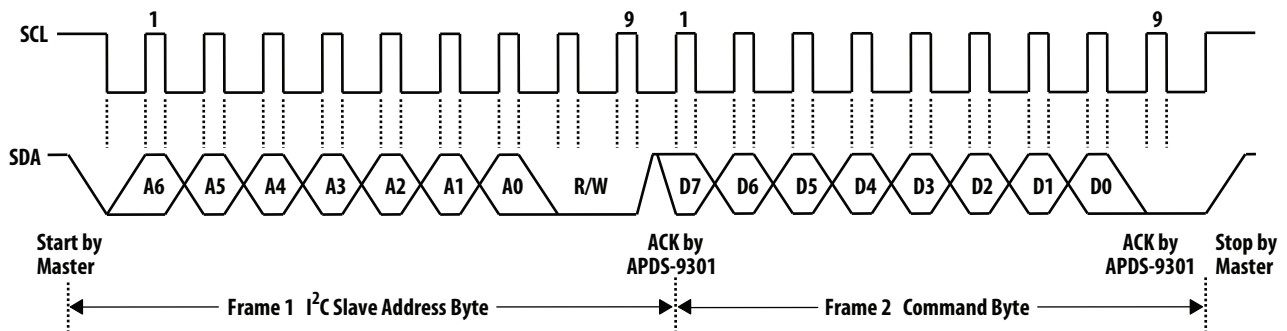 1 9 1 9
SCL
SDA A6 A5 A4 A3 A2 A1 A0 R/W D7 D6 D5 D4 D3 D2 D1 D0
Start by
Master
ACK by
APDS-9301
ACK by
APDS-9301
Stop by
Master
Frame 1 I²C Slave Address Byte
Frame 2 Command Byte